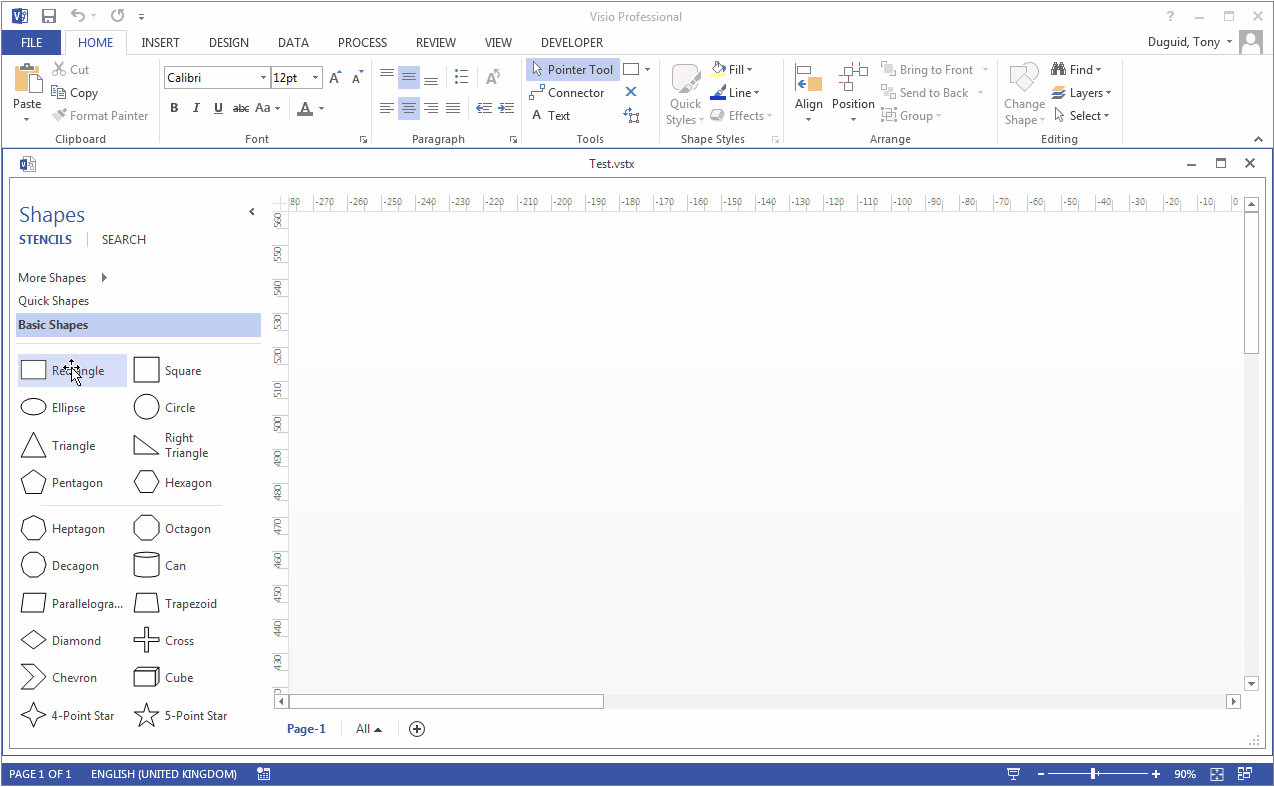 Visio Professional
?
FILE HOME INSERT DESIGN DATA PROCESS REVIEW VIEW DEVELOPER Duguid, Tony
Paste Cut Copy Format Painter
Clipboard
Calibri 12pt A A
B I U abc Aa A
Font
Paragraph
Pointer Tool
Connector
A Text
Tools
Quick Styles Fill Line Effects
Shape Styles
Align Position Bring to Front Send to Back Group
Arrange
Change Shape Find Layers Select
Editing
Test.vstx
Shapes
STENCILS SEARCH
More Shapes
Quick Shapes
Basic Shapes
Rectangle Square
Ellipse Circle
Triangle Right Triangle
Pentagon Hexagon
Heptagon Octagon
Decagon Can
Parallelogra... Trapezoid
Diamond Cross
Chevron Cube
4-Point Star 5-Point Star
80 -270 -260 -250 -240 -230 -220 -210 -200 -190 -180 -170 -160 -150 -140 -130 -120 -110 -100 -90 -80 -70 -60 -50 -40 -30 -20 -10 0
560
550
540
530
520
510
500
490
480
470
460
450
440
430
Page-1 All
PAGE 1 OF 1 ENGLISH (UNITED KINGDOM) 90%